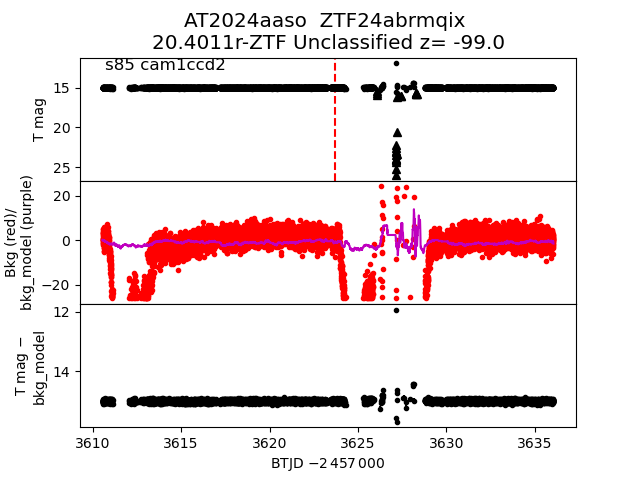 AT2024aaso  ZTF24abrmqix
20.4011r-ZTF Unclassified z= -99.0
s85 cam1ccd2
T mag
15
20
25
Bkg (red)/
bkg_model (purple)
20
0
−20
T mag −
bkg_model
12
14
3610
3615
3620
3625
3630
3635
BTJD −2 457 000